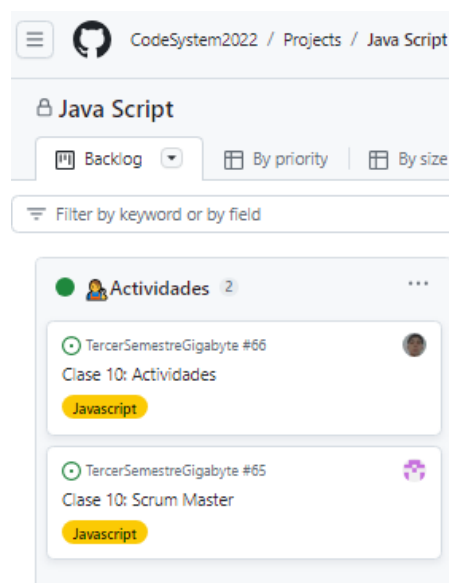 CodeSystem2022 / Projects / Java Script
Java Script
Backlog By priority By size
Filter by keyword or by field
Actividades 2
TercerSemestreGigabyte #66
Clase 10: Actividades
Javascript
TercerSemestreGigabyte #65
Clase 10: Scrum Master
Javascript